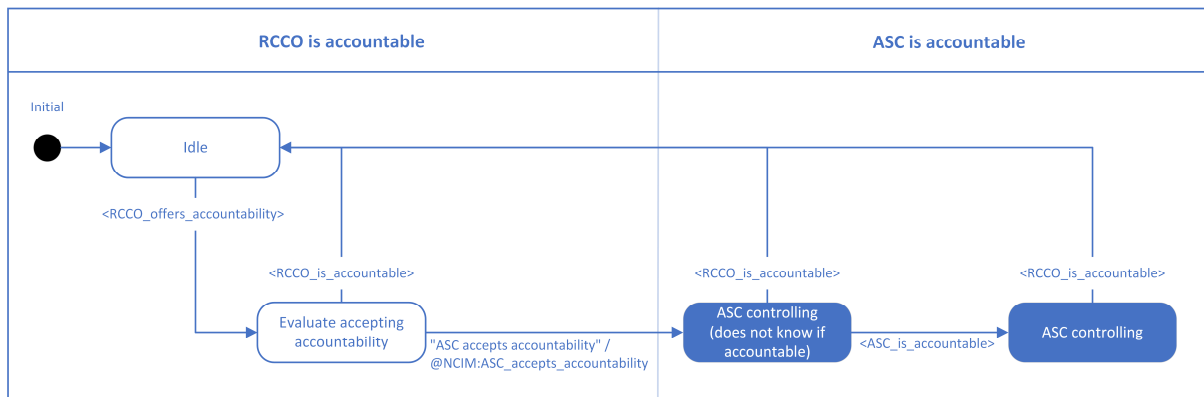 RCCO is accountable
ASC is accountable
Initial
Idle
<RCCO_offers_accountability>
<RCCO_is_accountable>
<RCCO_is_accountable>
<RCCO_is_accountable>
Evaluate accepting
accountability
"ASC accepts accountability" /
@NCIM:ASC_accepts_accountability
ASC controlling
(does not know if
accountable)
<ASC_is_accountable>
ASC controlling